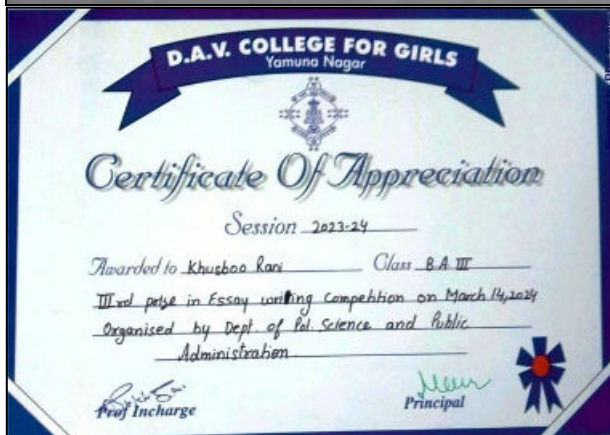 D.A.V. COLLEGE FOR GIRLS
Yamuna Nagar
Certificate Of Appreciation
Session 2023-24
Awarded to Khusboo Rani Class B.A III
IIIrd prize in Essay writing Competition on March 14, 2024
Organised by Dept. of Pol. Science and Public
Administration
Prof Incharge Principal